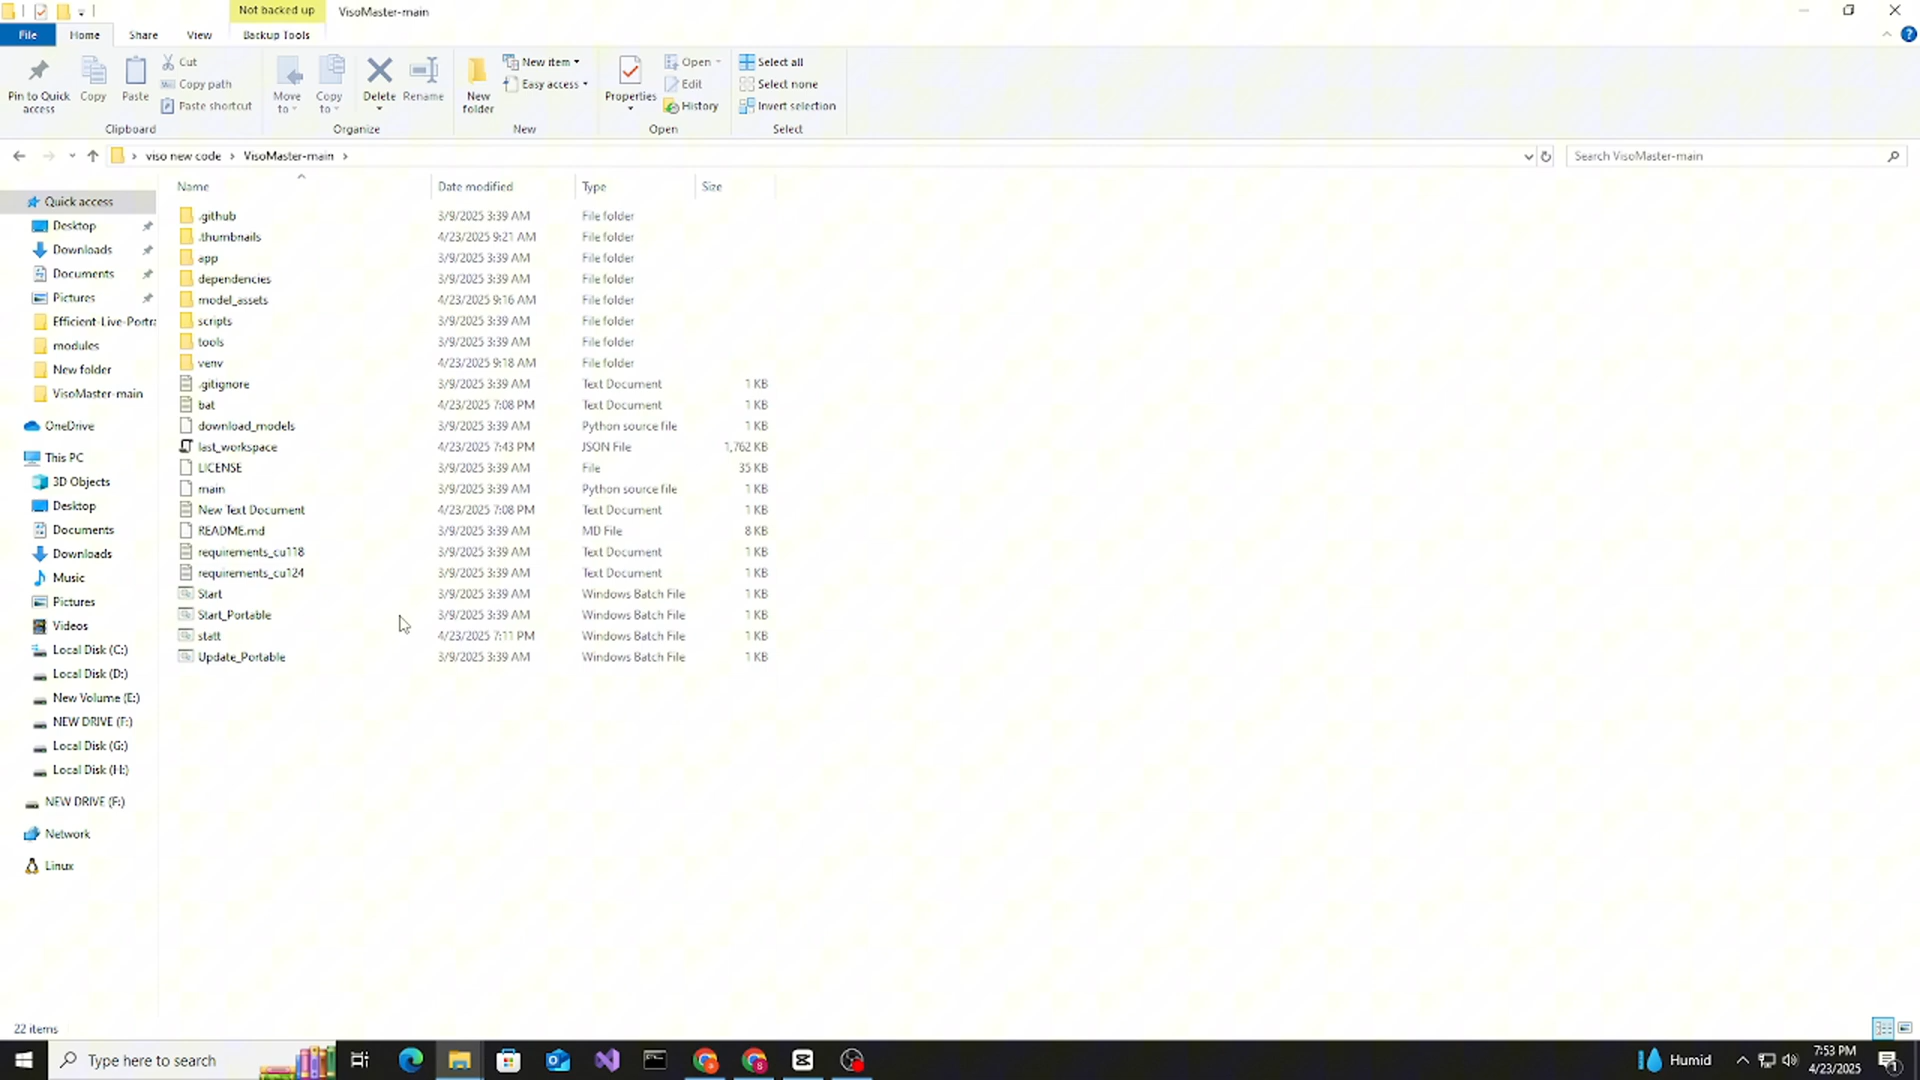 Not backed up VisoMaster-main
File Home Share View Backup Tools
Pin to Quick access
Copy
Paste
Cut
Copy path
Paste shortcut
Clipboard
Move to
Copy to
Delete
Rename
Organize
New folder
New item
Easy access
New
Properties
Open
Edit
History
Open
Select all
Select none
Invert selection
Select
viso new code VisoMaster-main
Search VisoMaster-main
Quick access
Desktop
Downloads
Documents
Pictures
Efficient-Live-Portra
modules
New folder
VisoMaster-main
OneDrive
This PC
3D Objects
Desktop
Documents
Downloads
Music
Pictures
Videos
Local Disk (C:)
Local Disk (D:)
New Volume (E:)
NEW DRIVE (F:)
Local Disk (G:)
Local Disk (H:)
NEW DRIVE (F:)
Network
Linux
Name Date modified Type Size
.github 3/9/2025 3:39 AM File folder
.thumbnails 4/23/2025 9:21 AM File folder
app 3/9/2025 3:39 AM File folder
dependencies 3/9/2025 3:39 AM File folder
model_assets 4/23/2025 9:16 AM File folder
scripts 3/9/2025 3:39 AM File folder
tools 3/9/2025 3:39 AM File folder
venv 4/23/2025 9:18 AM File folder
.gitignore 3/9/2025 3:39 AM Text Document 1 KB
bat 4/23/2025 7:08 PM Text Document 1 KB
download_models 3/9/2025 3:39 AM Python source file 1 KB
last_workspace 4/23/2025 7:43 PM JSON File 1,762 KB
LICENSE 3/9/2025 3:39 AM File 35 KB
main 3/9/2025 3:39 AM Python source file 1 KB
New Text Document 4/23/2025 7:08 PM Text Document 1 KB
README.md 3/9/2025 3:39 AM MD File 8 KB
requirements_cu118 3/9/2025 3:39 AM Text Document 1 KB
requirements_cu124 3/9/2025 3:39 AM Text Document 1 KB
Start 3/9/2025 3:39 AM Windows Batch File 1 KB
Start_Portable 3/9/2025 3:39 AM Windows Batch File 1 KB
statt 4/23/2025 7:11 PM Windows Batch File 1 KB
Update_Portable 3/9/2025 3:39 AM Windows Batch File 1 KB
22 items
Type here to search
Humid
7:53 PM
4/23/2025